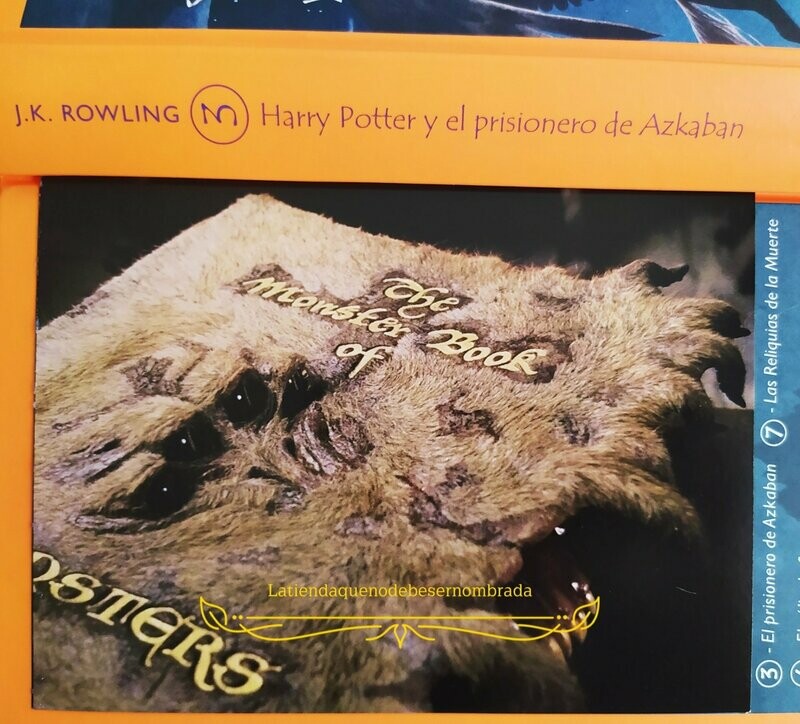 J.K. ROWLING 3 Harry Potter y el prisionero de Azkaban
The
Monster Book
of
Latiendaquenodebesernombrada
OSTERS
3 - El prisionero de Azkaban 7 - Las Reliquias de la Muerte